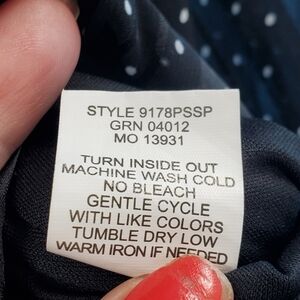 STYLE 9178PSSP
GRN 04012
MO 13931
TURN INSIDE OUT
MACHINE WASH COLD
NO BLEACH
GENTLE CYCLE
WITH LIKE COLORS
TUMBLE DRY LOW
WARM IRON IF NEEDED